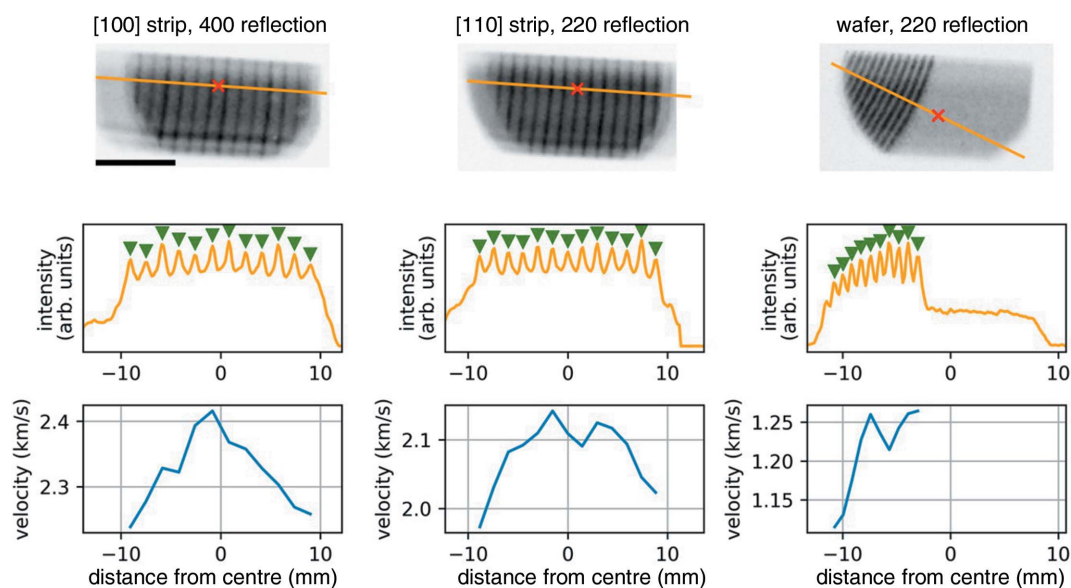 [100] strip, 400 reflection
[110] strip, 220 reflection
wafer, 220 reflection
intensity
(arb. units)
−10
0
10
intensity
(arb. units)
−10
0
10
intensity
(arb. units)
−10
0
10
velocity (km/s)
2.4
2.3
−10
0
10
distance from centre (mm)
velocity (km/s)
2.1
2.0
−10
0
10
distance from centre (mm)
velocity (km/s)
1.25
1.20
1.15
−10
0
10
distance from centre (mm)